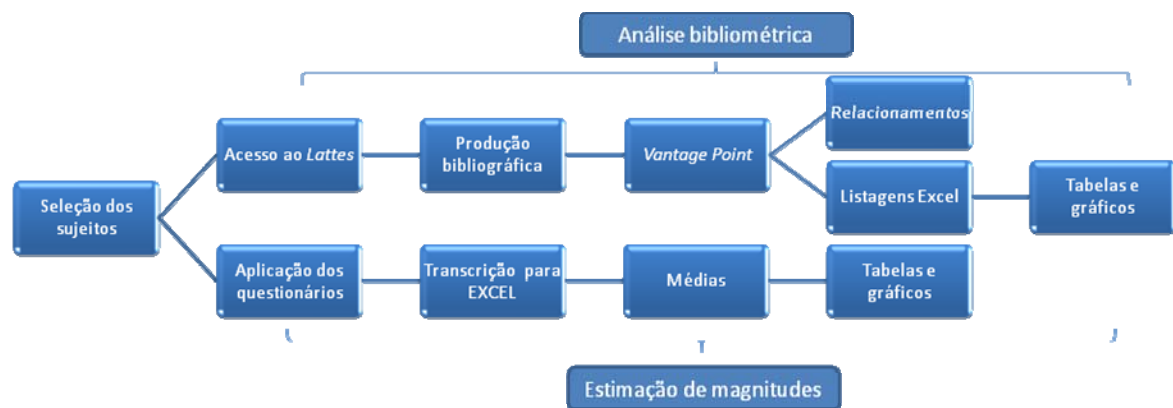 Análise bibliométrica
Relacionamentos
Acesso ao Lattes
Produção
bibliográfica
Vantage Point
Seleção dos
sujeitos
Listagens Excel
Tabelas e
gráficos
Aplicação dos
questionários
Transcrição para
EXCEL
Médias
Tabelas e
gráficos
Estimação de magnitudes